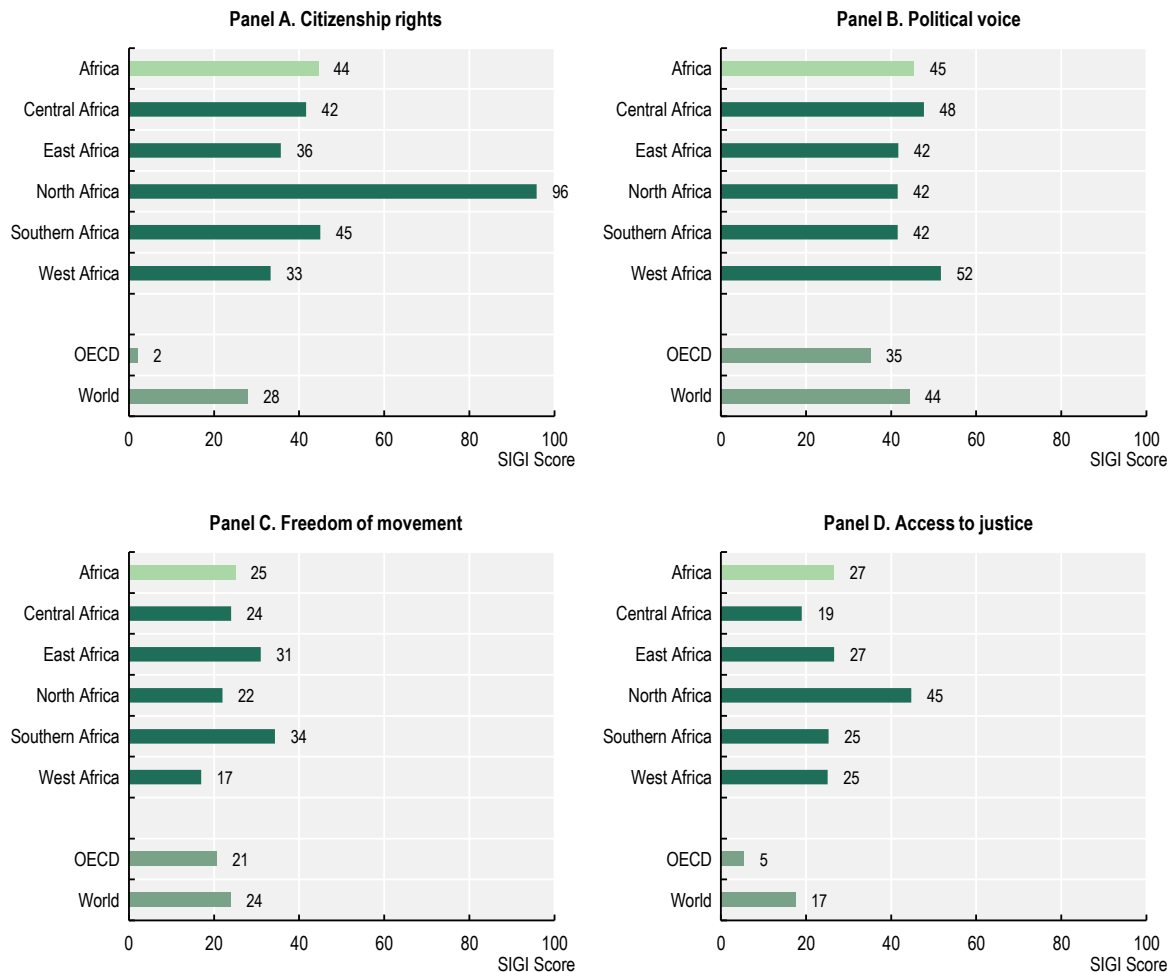 Panel A. Citizenship rights
Africa 44
Central Africa 42
East Africa 36
North Africa 96
Southern Africa 45
West Africa 33
OECD 2
World 28
0 20 40 60 80 100
SIGI Score
Panel B. Political voice
Africa 45
Central Africa 48
East Africa 42
North Africa 42
Southern Africa 42
West Africa 52
OECD 35
World 44
0 20 40 60 80 100
SIGI Score
Panel C. Freedom of movement
Africa 25
Central Africa 24
East Africa 31
North Africa 22
Southern Africa 34
West Africa 17
OECD 21
World 24
0 20 40 60 80 100
SIGI Score
Panel D. Access to justice
Africa 27
Central Africa 19
East Africa 27
North Africa 45
Southern Africa 25
West Africa 25
OECD 5
World 17
0 20 40 60 80 100
SIGI Score